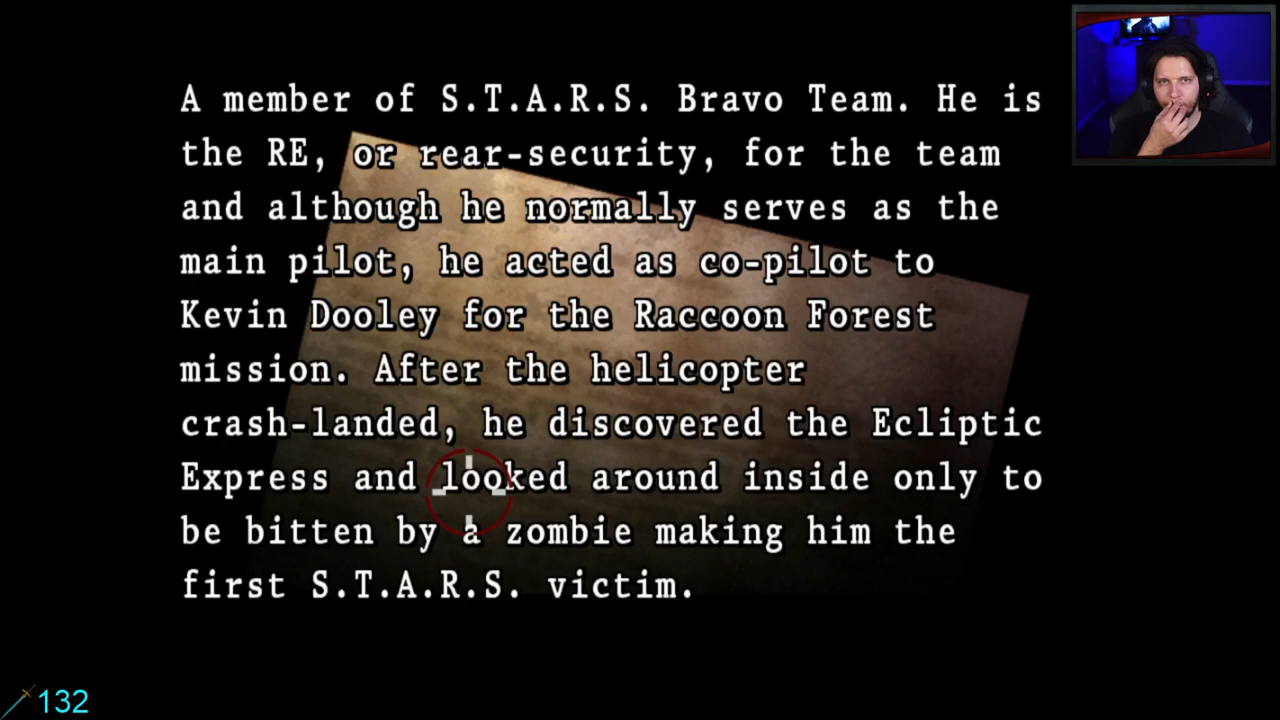 A member of S.T.A.R.S. Bravo Team. He is
the RE, or rear-security, for the team
and although he normally serves as the
main pilot, he acted as co-pilot to
Kevin Dooley for the Raccoon Forest
mission. After the helicopter
crash-landed, he discovered the Ecliptic
Express and looked around inside only to
be bitten by a zombie making him the
first S.T.A.R.S. victim.
132